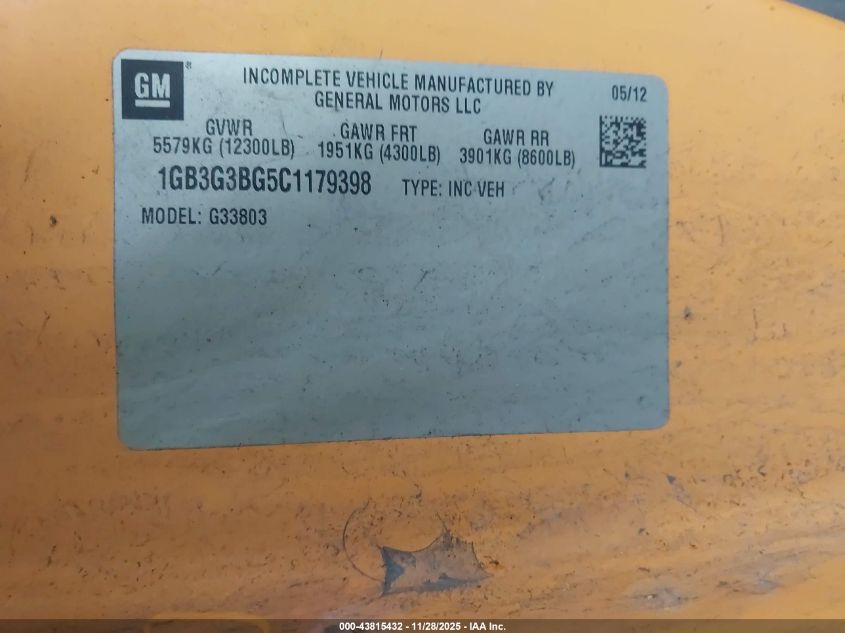 GM®
INCOMPLETE VEHICLE MANUFACTURED BY
GENERAL MOTORS LLC
05/12
GVWR
5579KG (12300LB)
GAWR FRT
1951KG (4300LB)
GAWR RR
3901KG (8600LB)
1GB3G3BG5C1179398 TYPE: INC VEH
MODEL: G33803
000-43815432 - 11/28/2025 - IAA Inc.